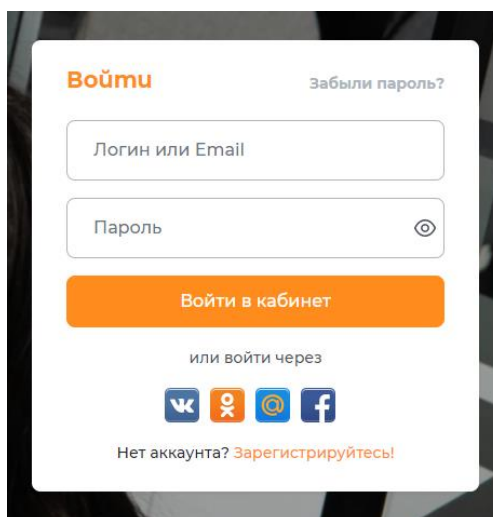 Войти
Забыли пароль?
Логин или Email
Пароль
Войти в кабинет
или войти через
Нет аккаунта? Зарегистрируйтесь!